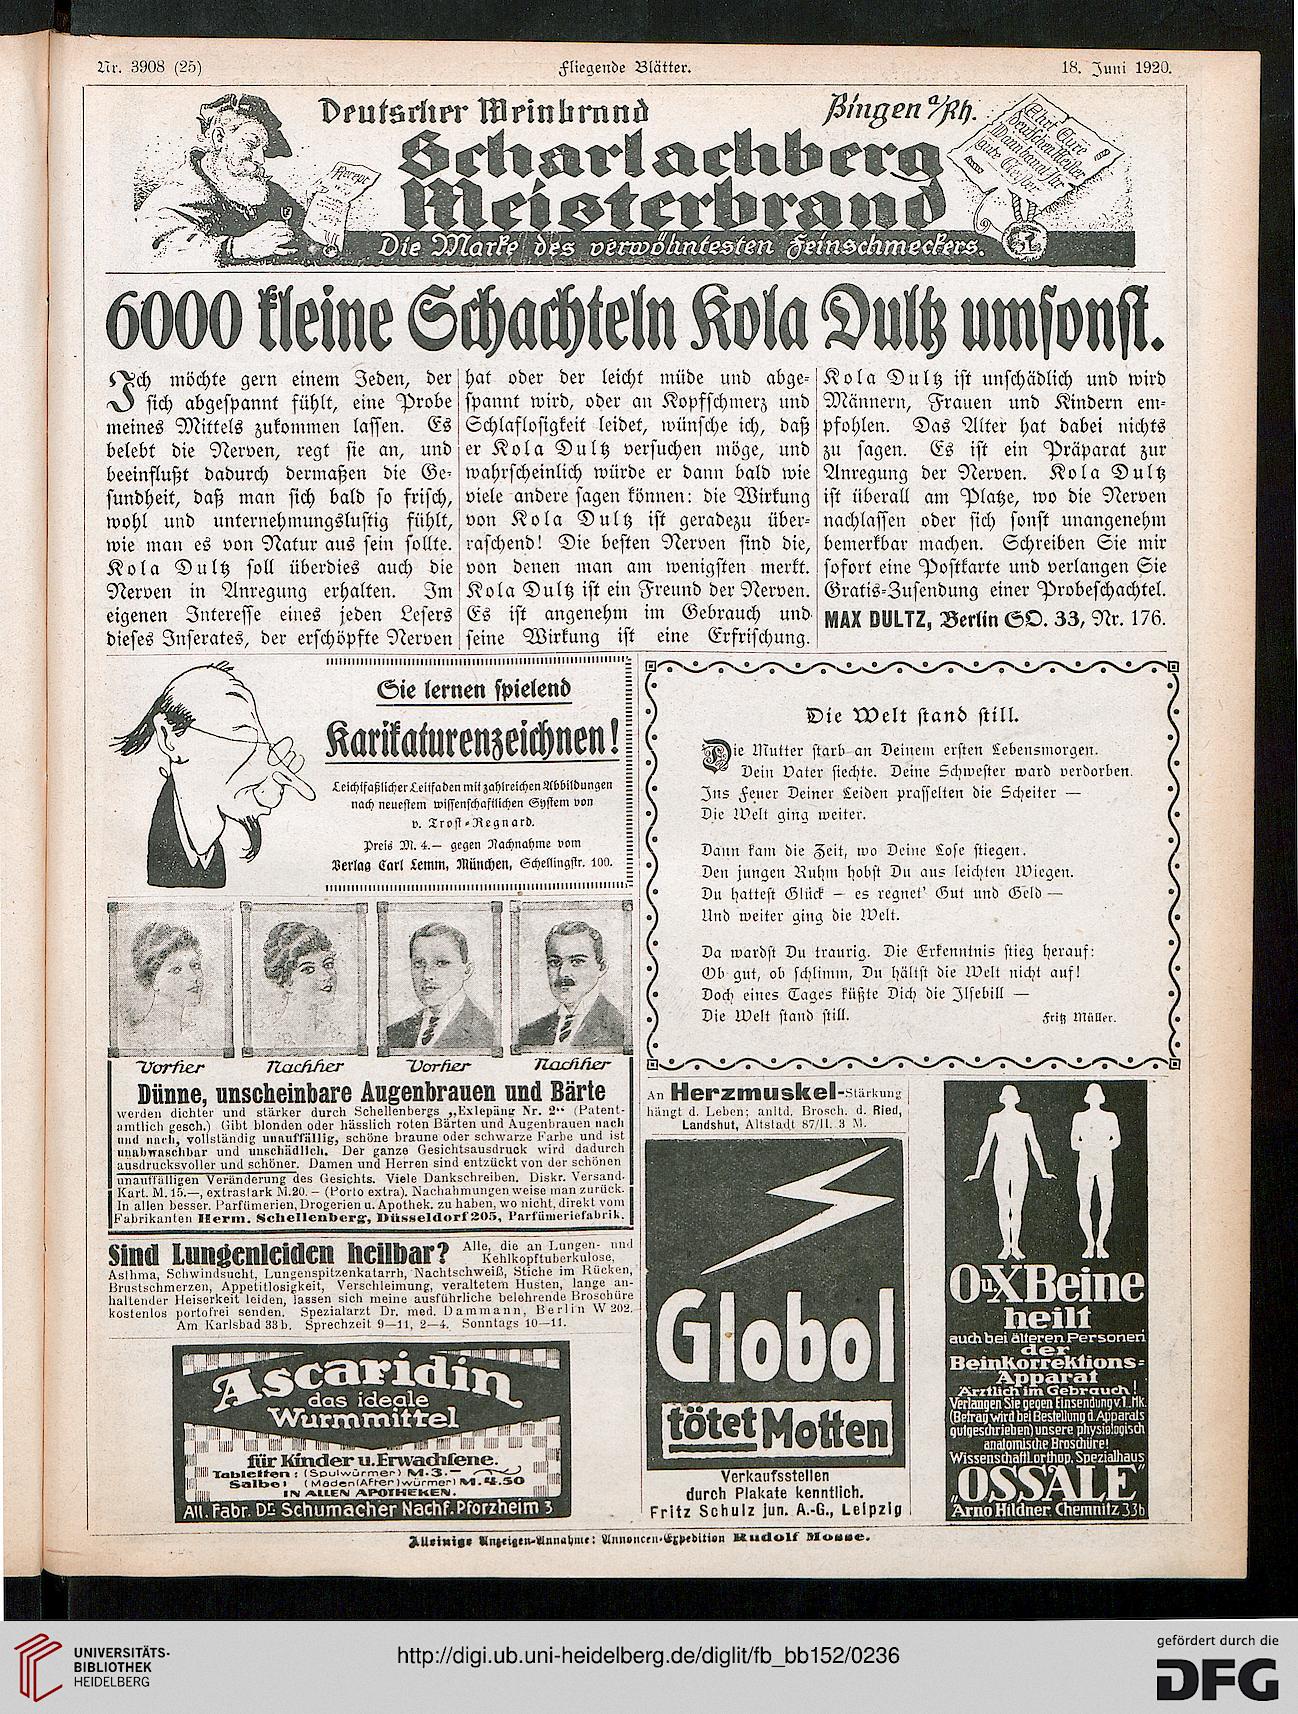 Nr. 3908 (25)
Fliegende Blätter.
18. Juni 1920.
Deutscher Weinbrand
Bingen a/Rh.
Scharlachberg
Meisterbrand
Die Marke des verwöhntesten Feinschmeckers.
Rezept
Ehrt Eure
deutschen Meister
gute Geister
6000 kleine Schachteln Kola Dultz umsonst.
Ich möchte gern einem Jeden, der
sich abgespannt fühlt, eine Probe
meines Mittels zukommen lassen. Es
belebt die Nerven, regt sie an, und
beeinflußt dadurch dermaßen die Ge-
sundheit, daß man sich bald so frisch,
wohl und unternehmungslustig fühlt,
wie man es von Natur aus sein sollte.
Kola Dultz soll überdies auch die
Nerven in Anregung erhalten. Im
eigenen Interesse eines jeden Lesers
dieses Inserates, der erschöpfte Nerven
hat oder der leicht müde und abge-
spannt wird, oder an Kopfschmerz und
Schlaflosigkeit leidet, wünsche ich, daß
er Kola Dultz versuchen möge, und
wahrscheinlich würde er dann bald wie
viele andere sagen können: die Wirkung
von Kola Dultz ist geradezu über-
raschend! Die besten Nerven sind die,
von denen man am wenigsten merkt.
Kola Dultz ist ein Freund der Nerven.
Es ist angenehm im Gebrauch und
seine Wirkung ist eine Erfrischung.
Kola Dultz ist unschädlich und wird
Männern, Frauen und Kindern em-
pfohlen. Das Alter hat dabei nichts
zu sagen. Es ist ein Präparat zur
Anregung der Nerven. Kola Dultz
ist überall am Platze, wo die Nerven
nachlassen oder sich sonst unangenehm
bemerkbar machen. Schreiben Sie mir
sofort eine Postkarte und verlangen Sie
Gratis-Zusendung einer Probeschachtel.
MAX DULTZ, Berlin SO. 33, Nr. 176.
Sie lernen spielend
Karikaturenzeichnen!
Leichtfaßlicher Leitfaden mit zahlreichen Abbildungen
nach neuestem wissenschaftlichen System von
v. Trost-Regnard.
Preis M. 4.— gegen Nachnahme vom
Verlag Carl Lemm, München, Schellingstr. 100.
Die Welt stand still.
Die Mutter starb an Deinem ersten Lebensmorgen.
Dein Vater siechte. Deine Schwester ward verdorben.
Ins Feuer Deiner Leiden prasselten die Scheiter —
Die Welt ging weiter.
Dann kam die Zeit, wo Deine Lose stiegen.
Den jungen Ruhm hobst Du aus leichten Wiegen.
Du hattest Glück — es regnet' Gut und Geld —
Und weiter ging die Welt.
Da wardst Du traurig. Die Erkenntnis stieg herauf:
Ob gut, ob schlimm, Du hältst die Welt nicht auf!
Doch eines Tages küßte Dich die Ilsebill —
Die Welt stand still.
Fritz Müller.
Vorher
Nachher
Vorher
Nachher
Dünne, unscheinbare Augenbrauen und Bärte
werden dichter und stärker durch Schellenbergs „Exlepäng Nr. 2“ (Patent-
amtlich gesch.) Gibt blonden oder hässlich roten Bärten und Augenbrauen nach
und nach, vollständig unauffällig, schöne braune oder schwarze Farbe und ist
unabwaschbar und unschädlich. Der ganze Gesichtsausdruck wird dadurch
ausdrucksvoller und schöner. Damen und Herren sind entzückt von der schönen
unauffälligen Veränderung des Gesichts. Viele Dankschreiben. Diskr. Versand.
Kart. M. 15.—, extrastark M.20. – (Porto extra). Nachahmungen weise man zurück.
In allen besser. Parfümerien, Drogerien u. Apothek. zu haben, wo nicht, direkt vom
Fabrikanten Herm. Schellenberg, Düsseldorf 205, Parfümeriefabrik.
Sind Lungenleiden heilbar? Alle, die an Lungen- und
Kehlkopftuberkulose,
Asthma, Schwindsucht, Lungenspitzenkatarrh, Nachtschweiß, Stiche im Rücken,
Brustschmerzen, Appetitlosigkeit, Verschleimung, veraltetem Husten, lange an-
haltender Heiserkeit leiden, lassen sich meine ausführliche belehrende Broschüre
kostenlos portofrei senden. Spezialarzt Dr. med. Dammann, Berlin W 202.
Am Karlsbad 33b. Sprechzeit 9—11, 2—4. Sonntags 10—11.
Ascaridin
das ideale
Wurmmittel
für Kinder u. Erwachsene.
Tabletten: (Spulwürmer) M. 3.–
Salbe: (Maden(After)würmer) M. 4.50
IN ALLEN APOTHEKEN.
All. Fabr. Dr. Schumacher Nachf. Pforzheim 3
An Herzmuskel-Stärkung
hängt d. Leben; anltd. Brosch. d. Ried,
Landshut, Altstadt 87/II. 3 M.
Globol
tötet Motten
Verkaufsstellen
durch Plakate kenntlich.
Fritz Schulz jun. A.-G., Leipzig
O u. X Beine
heilt
auch bei älteren Personen
der
Beinkorrektions-
Apparat
Ärztlich im Gebrauch!
Verlangen Sie gegen Einsendung v. 1. Mk.
(Betrag wird bei Bestellung d. Apparats
gutgeschrieben) unsere physiologisch
anatomische Broschüre!
Wissenschaftl. orthop. Spezialhaus
„OSSALE“
Arno Hildner. Chemnitz 33b
Alleinige Anzeigen-Annahme: Annoncen-Expedition Rudolf Mosse.
UNIVERSITÄTS-
BIBLIOTHEK
HEIDELBERG
http://digi.ub.uni-heidelberg.de/diglit/fb_bb152/0236
gefördert durch die
DFG